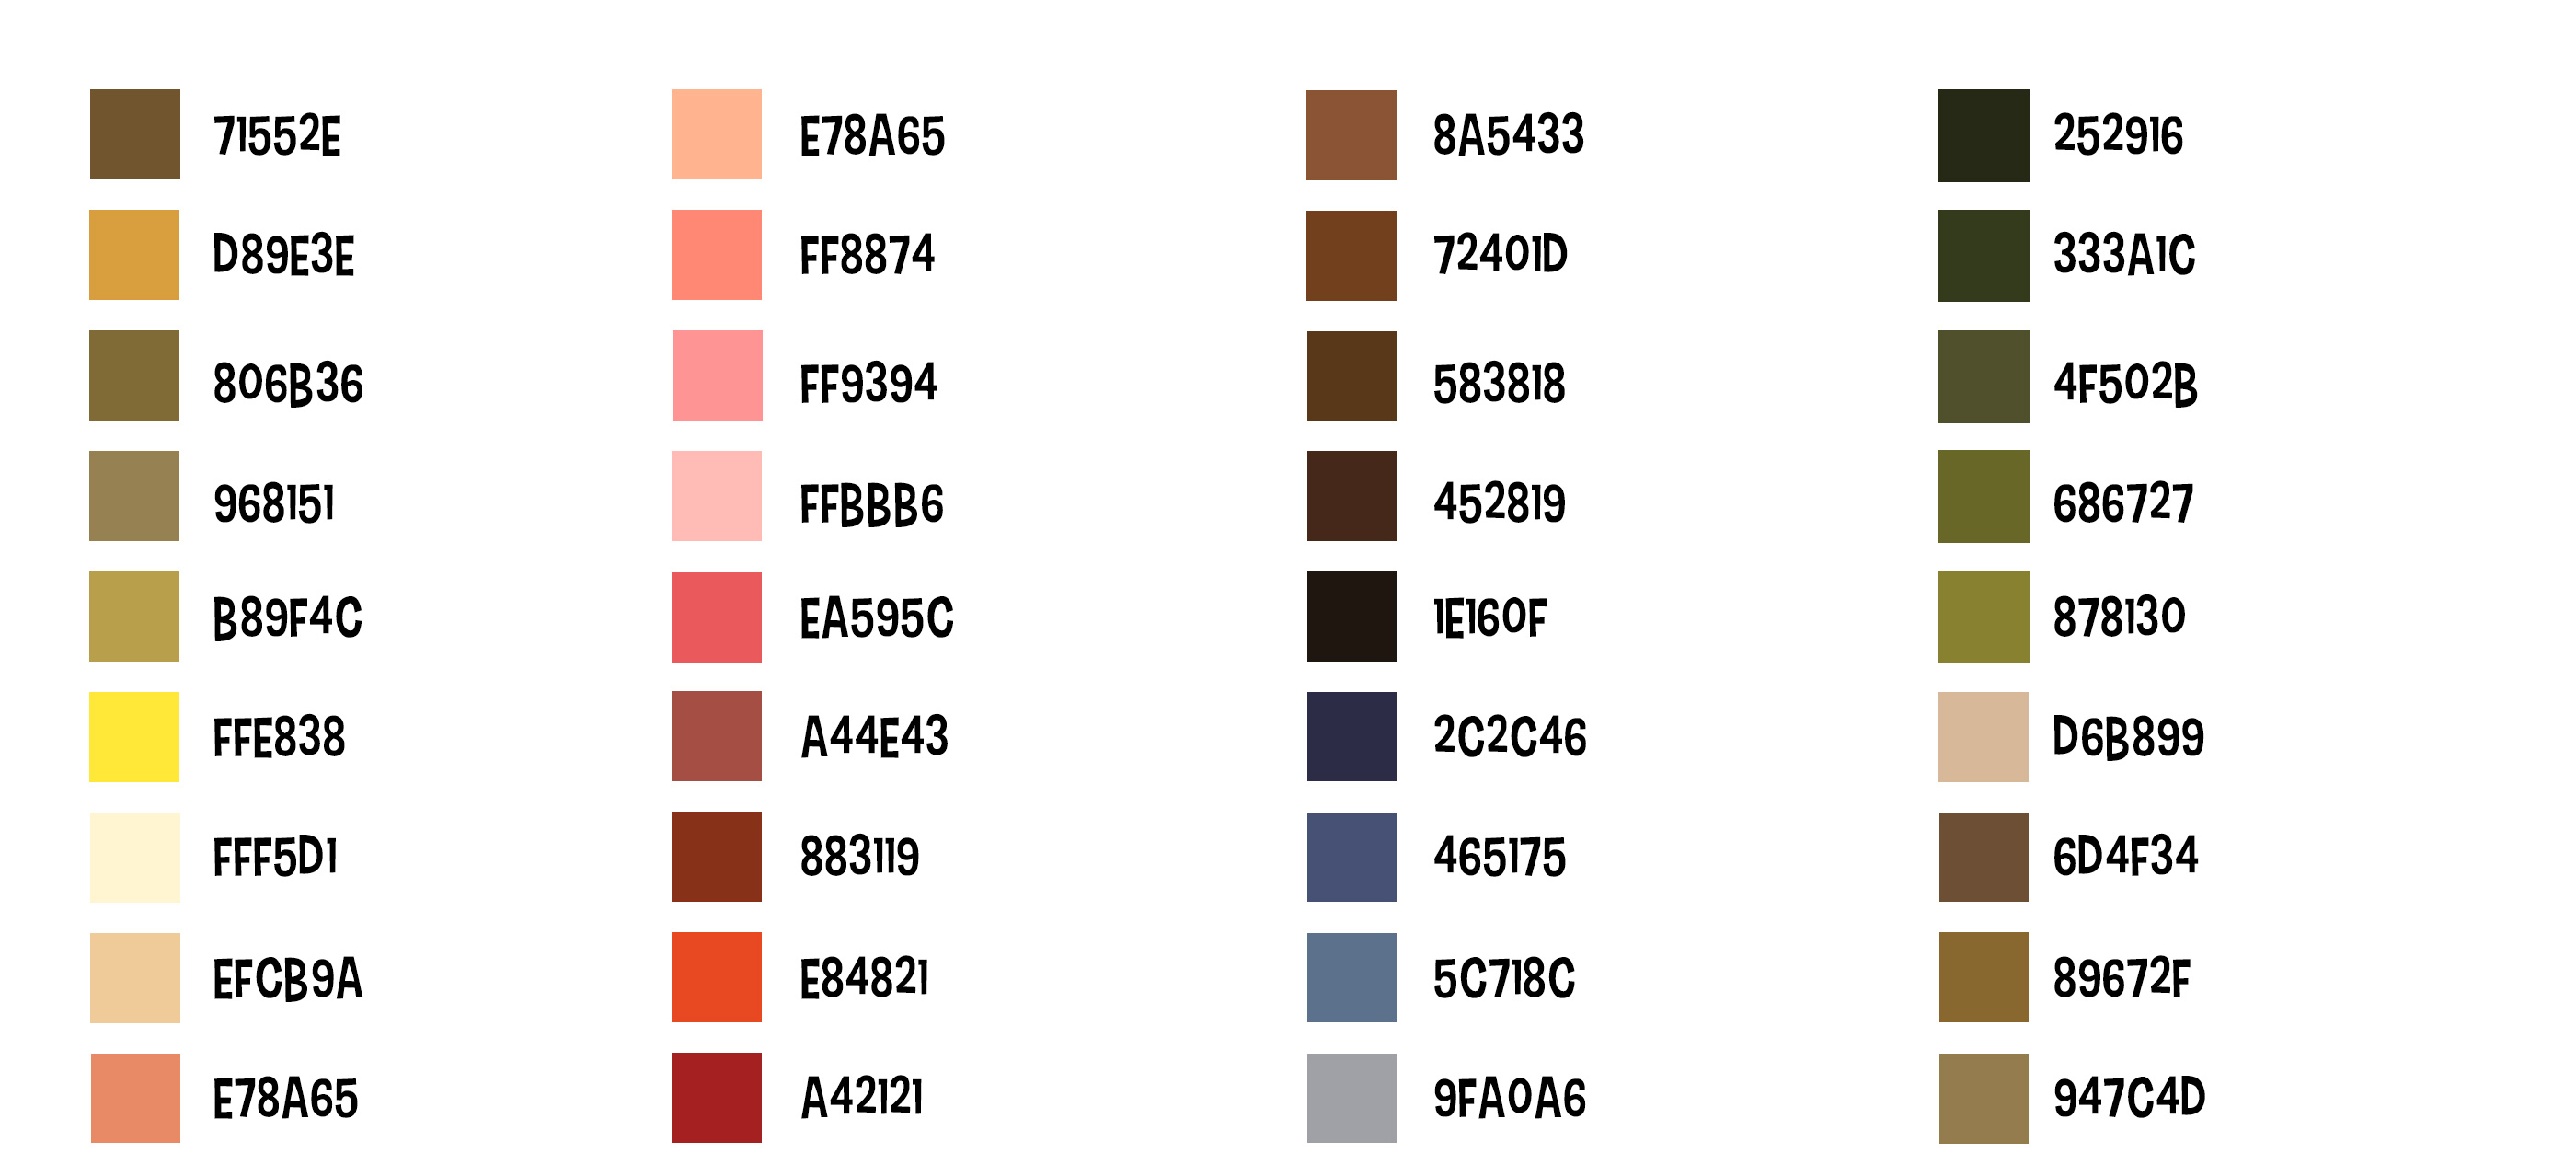 71552E
D89E3E
806B36
968151
B89F4C
FFE838
FFF5D1
EFCB9A
E78A65
E78A65
FF8874
FF9394
FFBBB6
EA595C
A44E43
883119
E84821
A42121
8A5433
72401D
583818
452819
1E160F
2C2C46
465175
5C718C
9FA0A6
252916
333A1C
4F502B
686727
878130
D6B899
6D4F34
89672F
947C4D